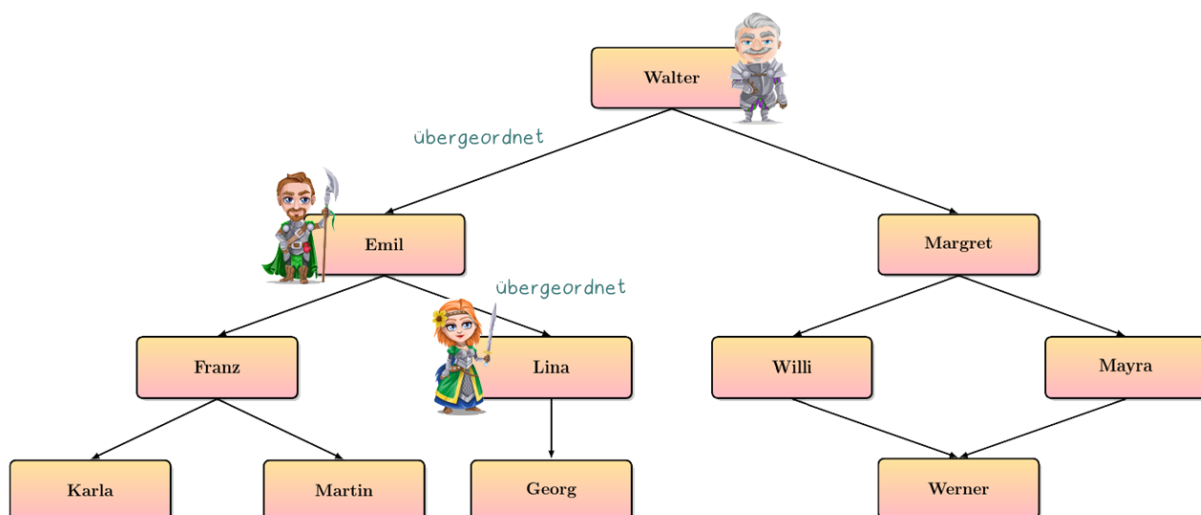 Walter
übergeordnet
Emil
Margret
übergeordnet
Franz
Lina
Willi
Mayra
Karla
Martin
Georg
Werner